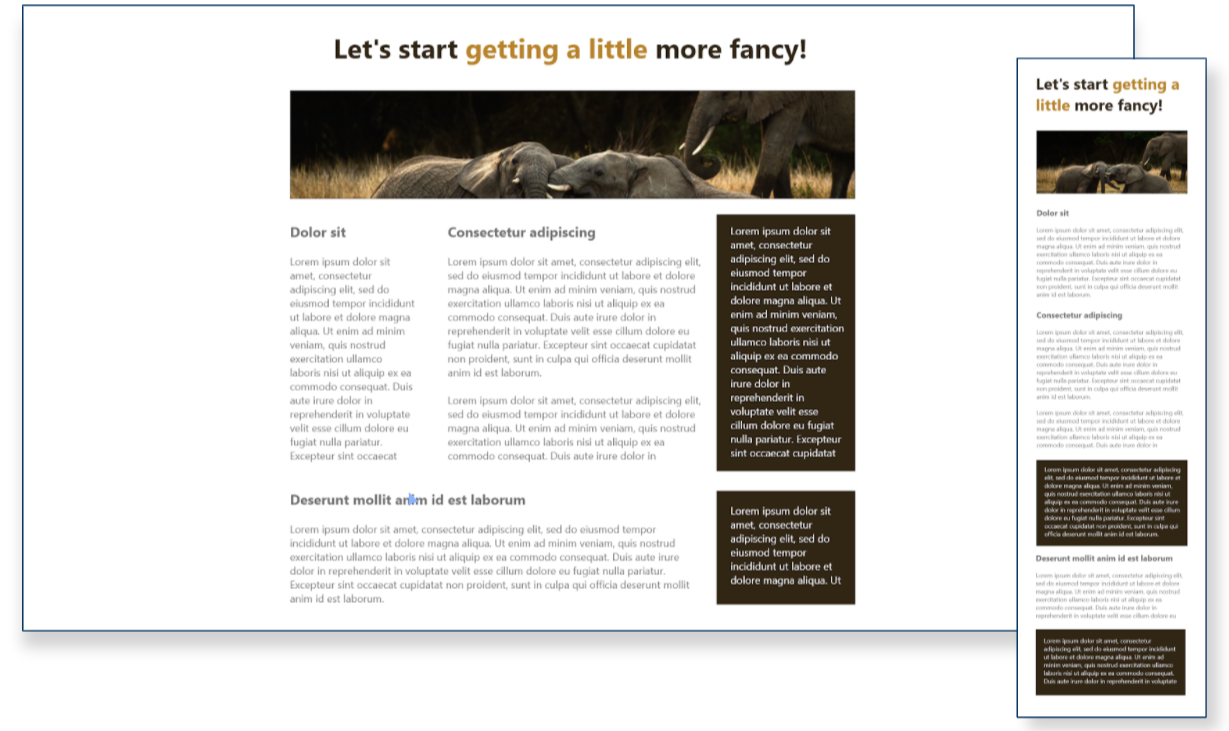 Let's start getting a little more fancy!
Dolor sit
Lorem ipsum dolor sit
amet, consectetur
adipiscing elit, sed do
eiusmod tempor incididunt
ut labore et dolore magna
aliqua. Ut enim ad minim
veniam, quis nostrud
exercitation ullamco
laboris nisi ut aliquip ex ea
commodo consequat. Duis
aute irure dolor in
reprehenderit in voluptate
velit esse cillum dolore eu
fugiat nulla pariatur.
Excepteur sint occaecat
Consectetur adipiscing
Lorem ipsum dolor sit amet, consectetur adipiscing elit,
sed do eiusmod tempor incididunt ut labore et dolore
magna aliqua. Ut enim ad minim veniam, quis nostrud
exercitation ullamco laboris nisi ut aliquip ex ea
commodo consequat. Duis aute irure dolor in
reprehenderit in voluptate velit esse cillum dolore eu
fugiat nulla pariatur. Excepteur sint occaecat cupidatat
non proident, sunt in culpa qui officia deserunt mollit
anim id est laborum.
Lorem ipsum dolor sit amet, consectetur adipiscing elit,
sed do eiusmod tempor incididunt ut labore et dolore
magna aliqua. Ut enim ad minim veniam, quis nostrud
exercitation ullamco laboris nisi ut aliquip ex ea
commodo consequat. Duis aute irure dolor in
Lorem ipsum dolor sit
amet, consectetur
adipiscing elit, sed do
eiusmod tempor
incididunt ut labore et
dolore magna aliqua. Ut
enim ad minim veniam,
quis nostrud exercitation
ullamco laboris nisi ut
aliquip ex ea commodo
consequat. Duis aute
irure dolor in
reprehenderit in
voluptate velit esse
cillum dolore eu fugiat
nulla pariatur. Excepteur
sint occaecat cupidatat
Deserunt mollit anim id est laborum
Lorem ipsum dolor sit amet, consectetur adipiscing elit, sed do eiusmod tempor
incididunt ut labore et dolore magna aliqua. Ut enim ad minim veniam, quis nostrud
exercitation ullamco laboris nisi ut aliquip ex ea commodo consequat. Duis aute irure
dolor in reprehenderit in voluptate velit esse cillum dolore eu fugiat nulla pariatur.
Excepteur sint occaecat cupidatat non proident, sunt in culpa qui officia deserunt mollit
anim id est laborum.
Lorem ipsum dolor sit
amet, consectetur
adipiscing elit, sed do
eiusmod tempor
incididunt ut labore et
dolore magna aliqua. Ut
Let's start getting a
little more fancy!
Dolor sit
Lorem ipsum dolor sit amet, consectetur adipiscing elit,
sed do eiusmod tempor incididunt ut labore et dolore
magna aliqua. Ut enim ad minim veniam, quis nostrud
exercitation ullamco laboris nisi ut aliquip ex ea
commodo consequat. Duis aute irure dolor in
reprehenderit in voluptate velit esse cillum dolore eu
fugiat nulla pariatur. Excepteur sint occaecat cupidatat
non proident, sunt in culpa qui officia deserunt mollit
anim id est laborum.
Consectetur adipiscing
Lorem ipsum dolor sit amet, consectetur adipiscing elit,
sed do eiusmod tempor incididunt ut labore et dolore
magna aliqua. Ut enim ad minim veniam, quis nostrud
exercitation ullamco laboris nisi ut aliquip ex ea
commodo consequat. Duis aute irure dolor in
reprehenderit in voluptate velit esse cillum dolore eu
fugiat nulla pariatur. Excepteur sint occaecat cupidatat
non proident, sunt in culpa qui officia deserunt mollit
anim id est laborum.
Lorem ipsum dolor sit amet, consectetur adipiscing elit,
sed do eiusmod tempor incididunt ut labore et dolore
magna aliqua. Ut enim ad minim veniam, quis nostrud
exercitation ullamco laboris nisi ut aliquip ex ea
commodo consequat. Duis aute irure dolor in
Lorem ipsum dolor sit amet, consectetur adipiscing
elit, sed do eiusmod tempor incididunt ut labore et
dolore magna aliqua. Ut enim ad minim veniam,
quis nostrud exercitation ullamco laboris nisi ut
aliquip ex ea commodo consequat. Duis aute irure
dolor in reprehenderit in voluptate velit esse cillum
dolore eu fugiat nulla pariatur. Excepteur sint
occaecat cupidatat non proident, sunt in culpa qui
officia deserunt mollit anim id est laborum.
Deserunt mollit anim id est laborum
Lorem ipsum dolor sit amet, consectetur adipiscing elit,
sed do eiusmod tempor incididunt ut labore et dolore
magna aliqua. Ut enim ad minim veniam, quis nostrud
exercitation ullamco laboris nisi ut aliquip ex ea
commodo consequat. Duis aute irure dolor in
reprehenderit in voluptate velit esse cillum dolore eu
Lorem ipsum dolor sit amet, consectetur
adipiscing elit, sed do eiusmod tempor incididunt
ut labore et dolore magna aliqua. Ut enim ad
minim veniam, quis nostrud exercitation ullamco
laboris nisi ut aliquip ex ea commodo consequat.
Duis aute irure dolor in reprehenderit in voluptate